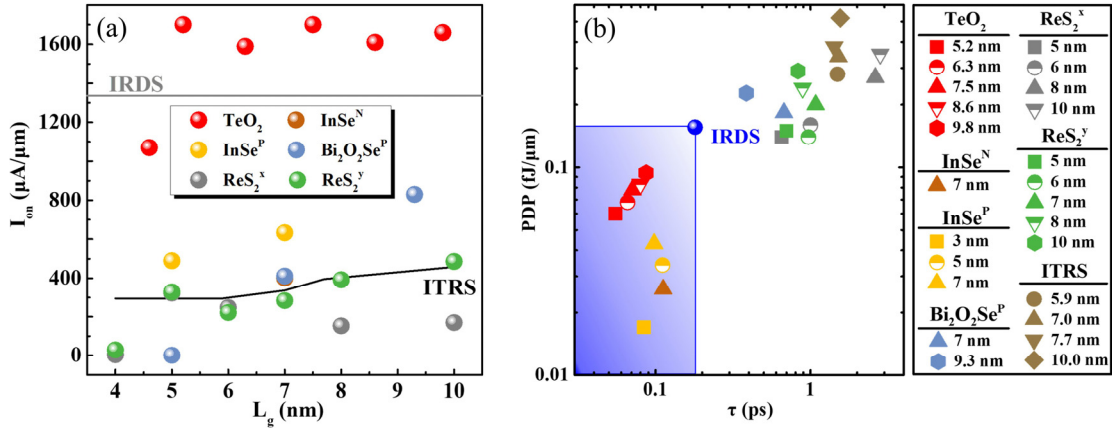 (a)
1600
1200
800
400
0
I_on (μA/μm)
IRDS
TeO₂
InSeᴺ
InSeᴾ
Bi₂O₂Seᴾ
ReS₂ˣ
ReS₂ʸ
ITRS
4
5
6
7
8
9
10
L_g (nm)
(b)
0.1
0.01
PDP (fJ/μm)
IRDS
0.1
1
τ (ps)
TeO₂
5.2 nm
6.3 nm
7.5 nm
8.6 nm
9.8 nm
InSeᴺ
7 nm
InSeᴾ
3 nm
5 nm
7 nm
Bi₂O₂Seᴾ
7 nm
9.3 nm
ReS₂ˣ
5 nm
6 nm
8 nm
10 nm
ReS₂ʸ
5 nm
6 nm
7 nm
8 nm
10 nm
ITRS
5.9 nm
7.0 nm
7.7 nm
10.0 nm